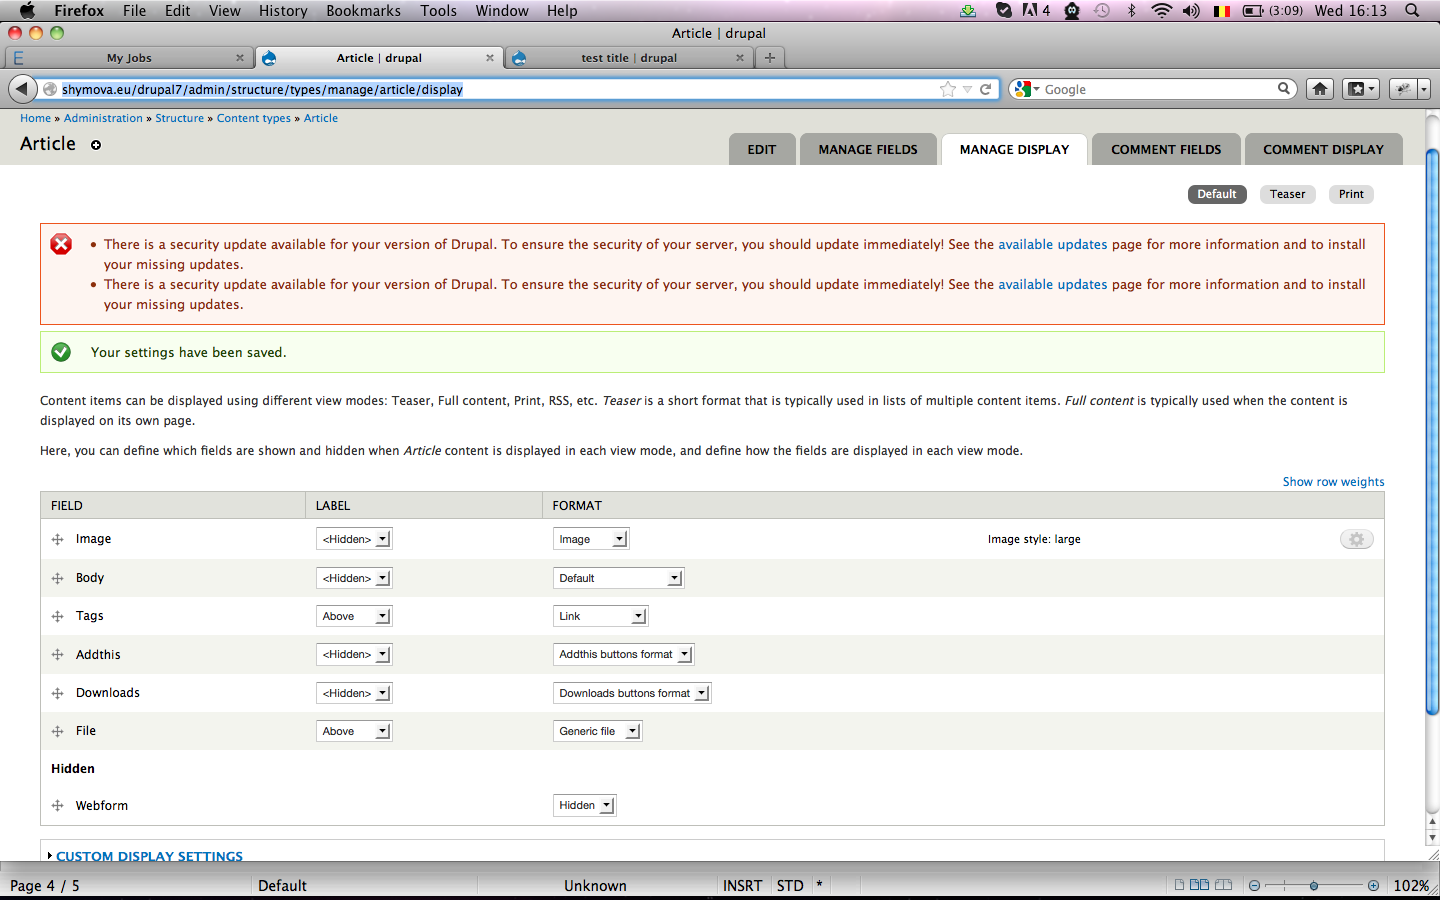 Firefox File Edit View History Bookmarks Tools Window Help 4 (3:09) Wed 16:13
Article | drupal
My Jobs Article | drupal test title | drupal
shymova.eu/drupal7/admin/structure/types/manage/article/display Google
Home » Administration » Structure » Content types » Article
Article
EDIT MANAGE FIELDS MANAGE DISPLAY COMMENT FIELDS COMMENT DISPLAY
Default Teaser Print
• There is a security update available for your version of Drupal. To ensure the security of your server, you should update immediately! See the available updates page for more information and to install
your missing updates.
• There is a security update available for your version of Drupal. To ensure the security of your server, you should update immediately! See the available updates page for more information and to install
your missing updates.
Your settings have been saved.
Content items can be displayed using different view modes: Teaser, Full content, Print, RSS, etc. Teaser is a short format that is typically used in lists of multiple content items. Full content is typically used when the content is
displayed on its own page.
Here, you can define which fields are shown and hidden when Article content is displayed in each view mode, and define how the fields are displayed in each view mode.
Show row weights
FIELD LABEL FORMAT
Image <Hidden> Image Image style: large
Body <Hidden> Default
Tags Above Link
Addthis <Hidden> Addthis buttons format
Downloads <Hidden> Downloads buttons format
File Above Generic file
Hidden
Webform Hidden
CUSTOM DISPLAY SETTINGS
Page 4 / 5 Default Unknown INSRT STD * 102%